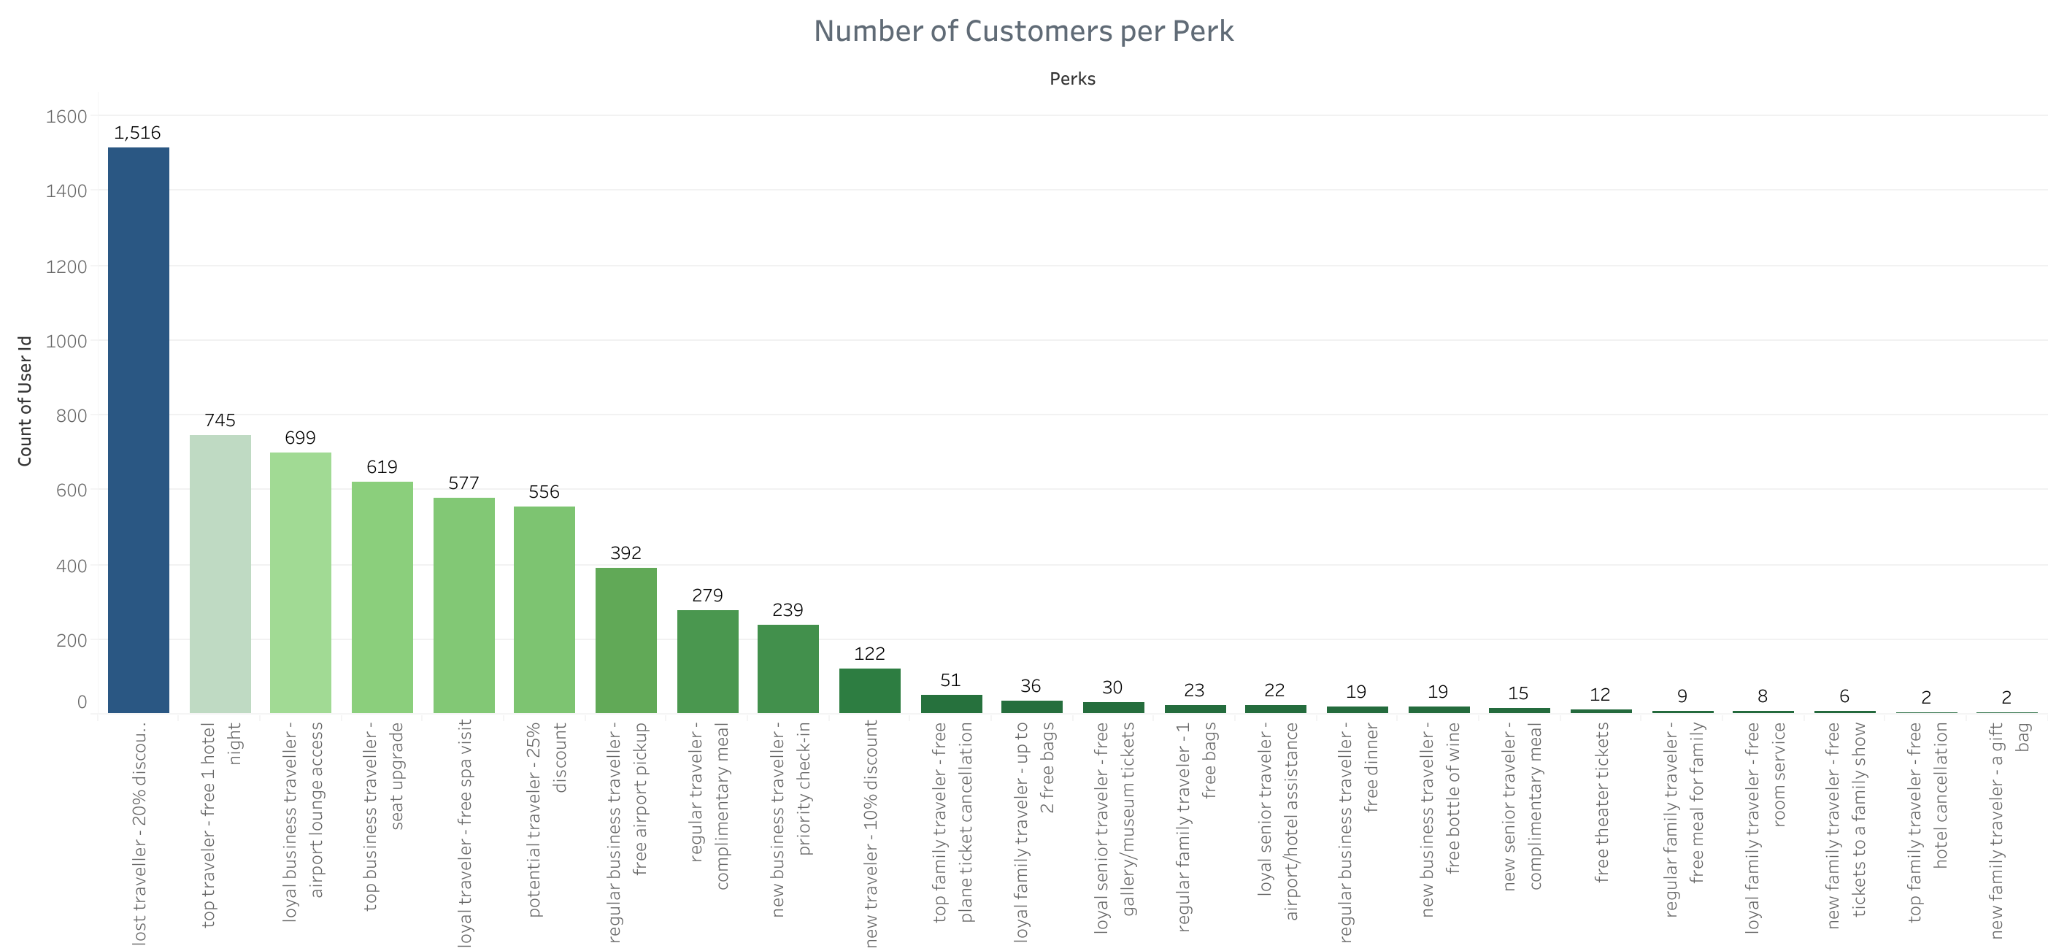 Number of Customers per Perk
Perks
Count of User Id
1600
1400
1200
1000
800
600
400
200
0
1,516
745
699
619
577
556
392
279
239
122
51
36
30
23
22
19
19
15
12
9
8
6
2
2
lost traveller - 20% discou..
top traveler - free 1 hotel
night
loyal business traveller -
airport lounge access
top business traveller -
seat upgrade
loyal traveler - free spa visit
potential traveler - 25%
discount
regular business traveller -
free airport pickup
regular traveler -
complimentary meal
new business traveller -
priority check-in
new traveler - 10% discount
top family traveler - free
plane ticket cancellation
loyal family traveler - up to
2 free bags
loyal senior traveler - free
gallery/museum tickets
regular family traveler - 1
free bags
loyal senior traveler -
airport/hotel assistance
regular business traveller -
free dinner
new business traveller -
free bottle of wine
new senior traveler -
complimentary meal
free theater tickets
regular family traveler -
free meal for family
loyal family traveler - free
room service
new family traveler - free
tickets to a family show
top family traveler - free
hotel cancellation
new family traveler - a gift
bag